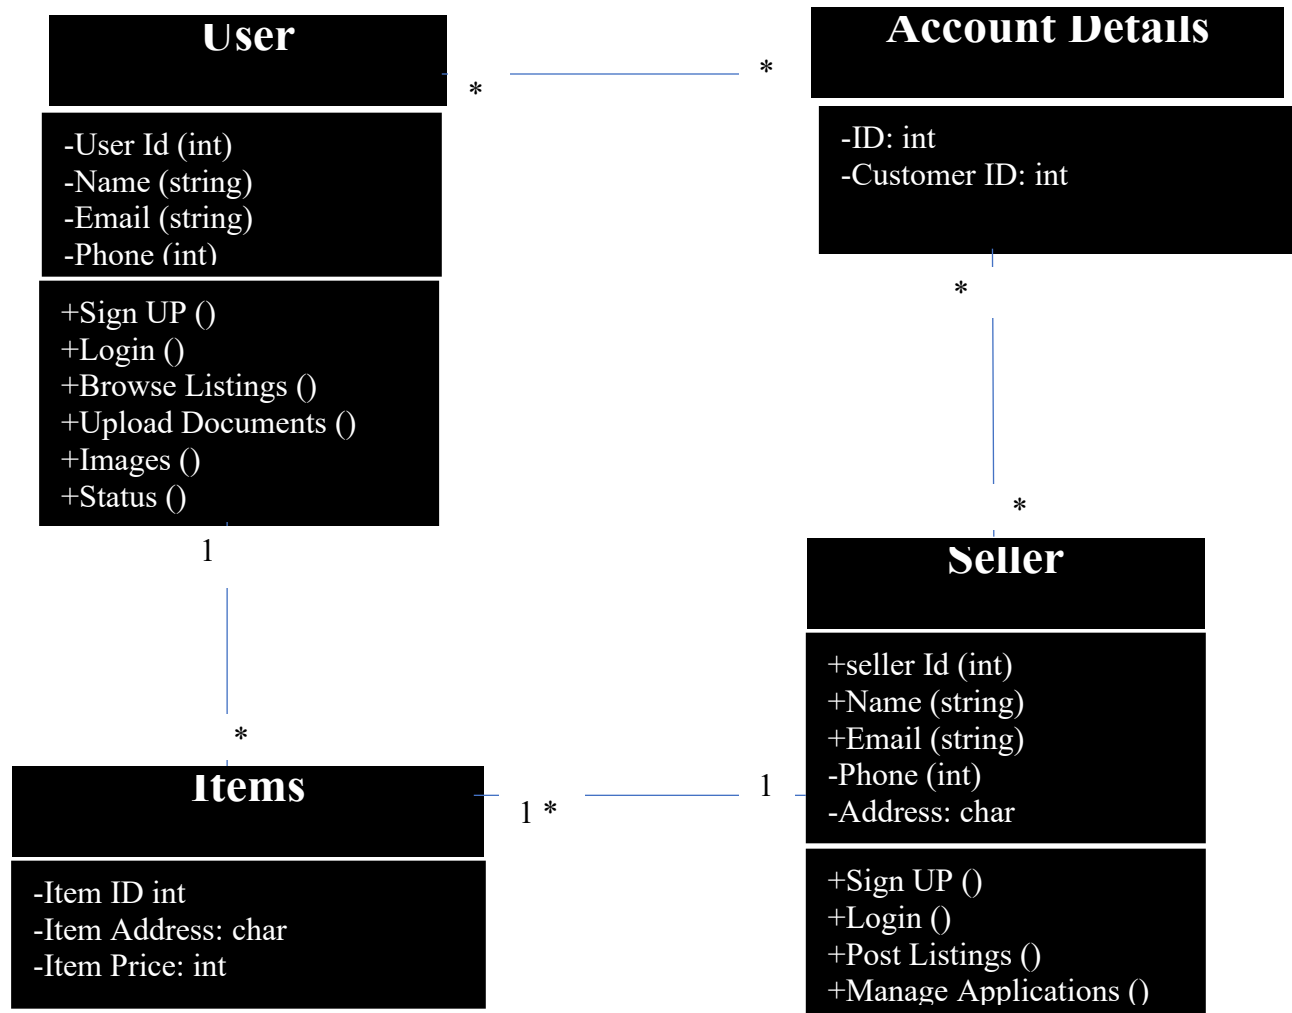 User
*
*
-User Id (int)
-Name (string)
-Email (string)
-Phone (int)
+Sign UP ()
+Login ()
+Browse Listings ()
+Upload Documents ()
+Images ()
+Status ()
Account Details
-ID: int
-Customer ID: int
*
*
1
*
Seller
+seller Id (int)
+Name (string)
+Email (string)
-Phone (int)
-Address: char
+Sign UP ()
+Login ()
+Post Listings ()
+Manage Applications ()
Items
1 *
1
-Item ID int
-Item Address: char
-Item Price: int